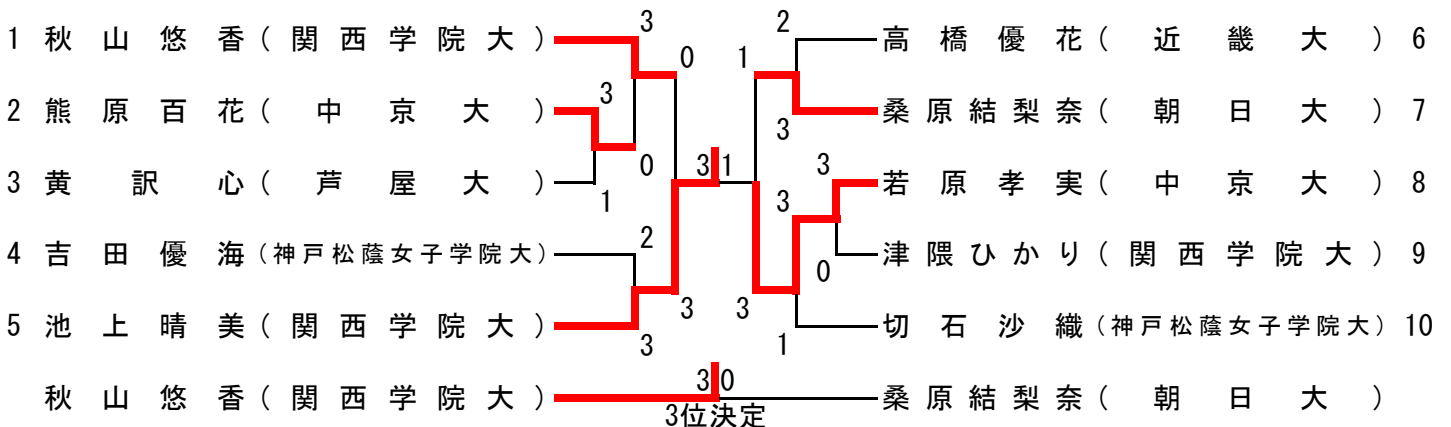 1 秋山悠香(関西学院大) 3 2 高橋優花(近畿大) 6
0 1
2 熊原百花(中京大) 3 3 桑原結梨奈(朝日大) 7
0 3 1 3
3 黄訳心(芦屋大) 1 3 若原孝実(中京大) 8
4 吉田優海(神戸松蔭女子学院大) 2 0 津隈ひかり(関西学院大) 9
3 3
5 池上晴美(関西学院大) 3 1 切石沙織(神戸松蔭女子学院大) 10
秋山悠香(関西学院大) 3 0 桑原結梨奈(朝日大)
3位決定